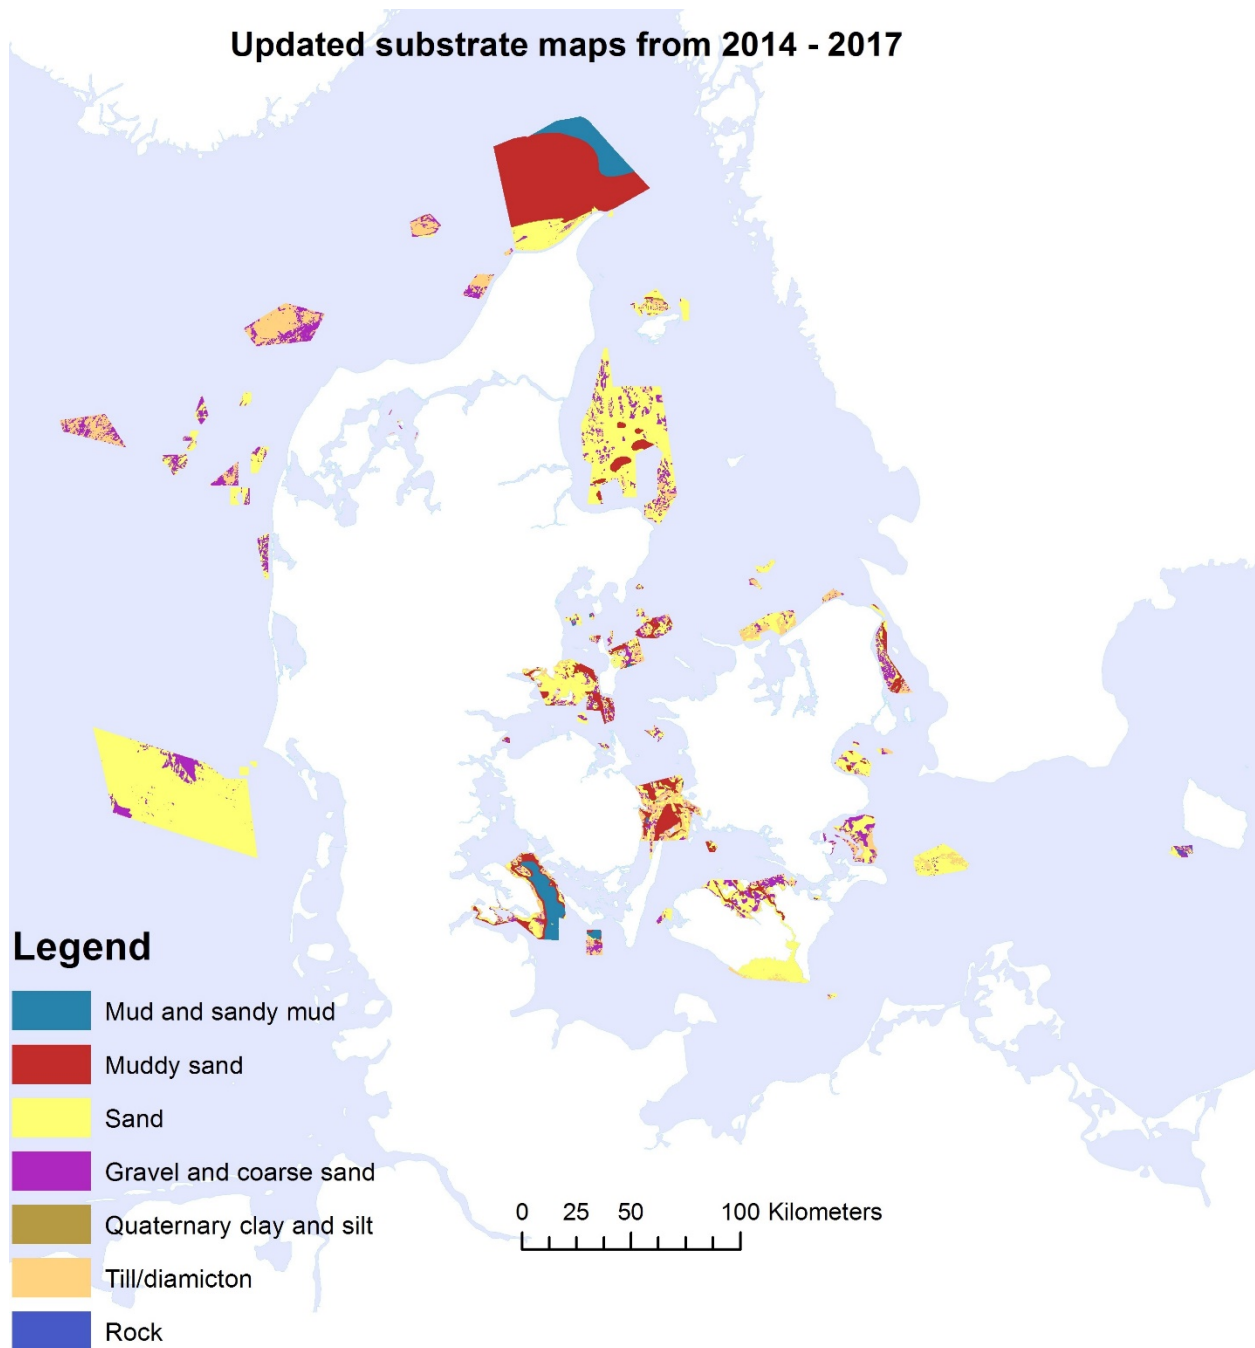 Updated substrate maps from 2014 - 2017
Legend
Mud and sandy mud
Muddy sand
Sand
Gravel and coarse sand
Quaternary clay and silt
Till/diamicton
Rock
0 25 50 100 Kilometers